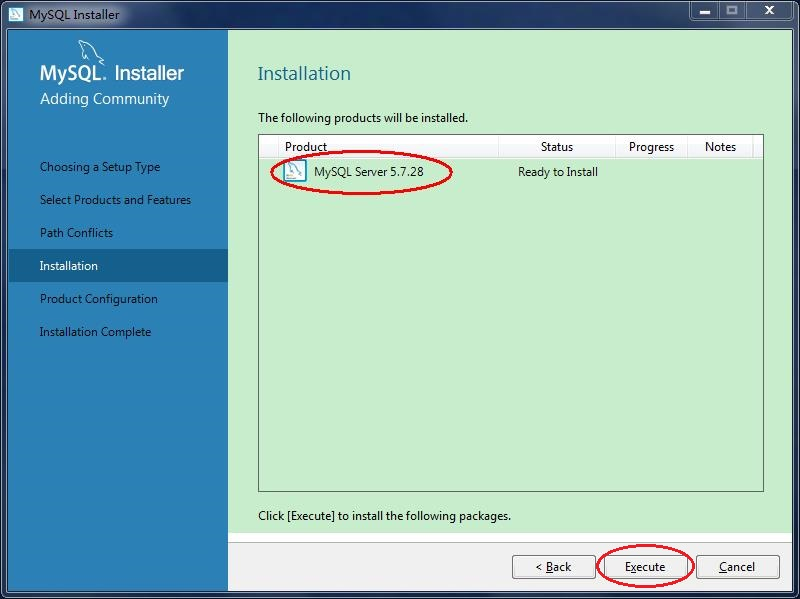 MySQL Installer
MySQL. Installer
Adding Community
Choosing a Setup Type
Select Products and Features
Path Conflicts
Installation
Product Configuration
Installation Complete
Installation
The following products will be installed.
Product Status Progress Notes
MySQL Server 5.7.28 Ready to Install
Click [Execute] to install the following packages.
< Back Execute Cancel